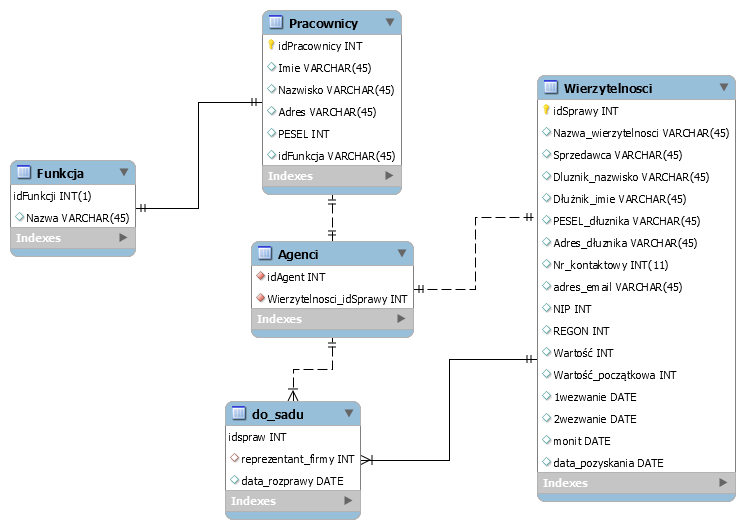 Pracownicy
idPracownicy INT
Imie VARCHAR(45)
Nazwisko VARCHAR(45)
Adres VARCHAR(45)
PESEL INT
idFunkcja VARCHAR(45)
Indexes
Funkcja
idFunkcji INT(1)
Nazwa VARCHAR(45)
Indexes
Agenci
idAgent INT
Wierzytelnosci_idSprawy INT
Indexes
do_sadu
idspraw INT
reprezentant_firmy INT
data_rozprawy DATE
Indexes
Wierzytelnosci
idSprawy INT
Nazwa_wierzytelnosci VARCHAR(45)
Sprzedawca VARCHAR(45)
Dluznik_nazwisko VARCHAR(45)
Dłużnik_imie VARCHAR(45)
PESEL_dłuznika VARCHAR(45)
Adres_dłuznika VARCHAR(45)
Nr_kontaktowy INT(11)
adres_email VARCHAR(45)
NIP INT
REGON INT
Wartość INT
Wartość_początkowa INT
1wezwanie DATE
2wezwanie DATE
monit DATE
data_pozyskania DATE
Indexes